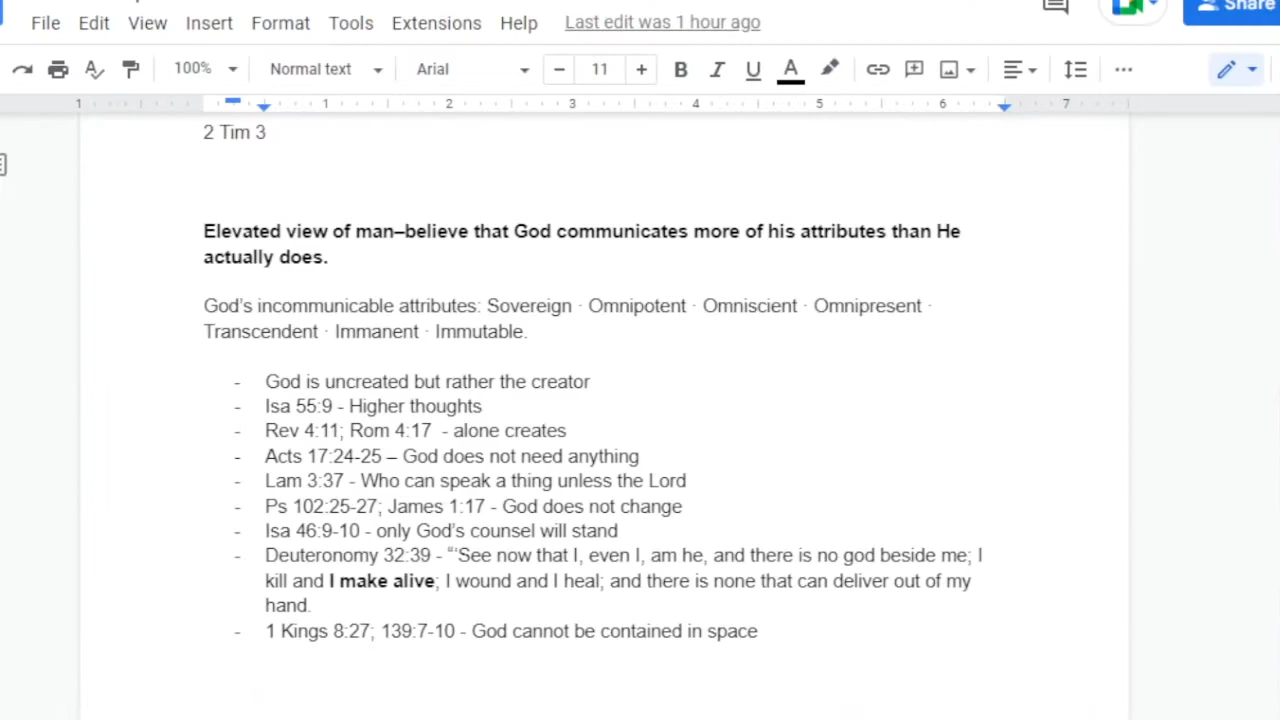 File Edit View Insert Format Tools Extensions Help Last edit was 1 hour ago Share
100% Normal text Arial − 11 + B I U A
1 1 2 3 4 5 6 7
2 Tim 3
Elevated view of man–believe that God communicates more of his attributes than He
actually does.
God's incommunicable attributes: Sovereign · Omnipotent · Omniscient · Omnipresent ·
Transcendent · Immanent · Immutable.
- God is uncreated but rather the creator
- Isa 55:9 - Higher thoughts
- Rev 4:11; Rom 4:17 - alone creates
- Acts 17:24-25 – God does not need anything
- Lam 3:37 - Who can speak a thing unless the Lord
- Ps 102:25-27; James 1:17 - God does not change
- Isa 46:9-10 - only God's counsel will stand
- Deuteronomy 32:39 - "'See now that I, even I, am he, and there is no god beside me; I
kill and I make alive; I wound and I heal; and there is none that can deliver out of my
hand.
- 1 Kings 8:27; 139:7-10 - God cannot be contained in space